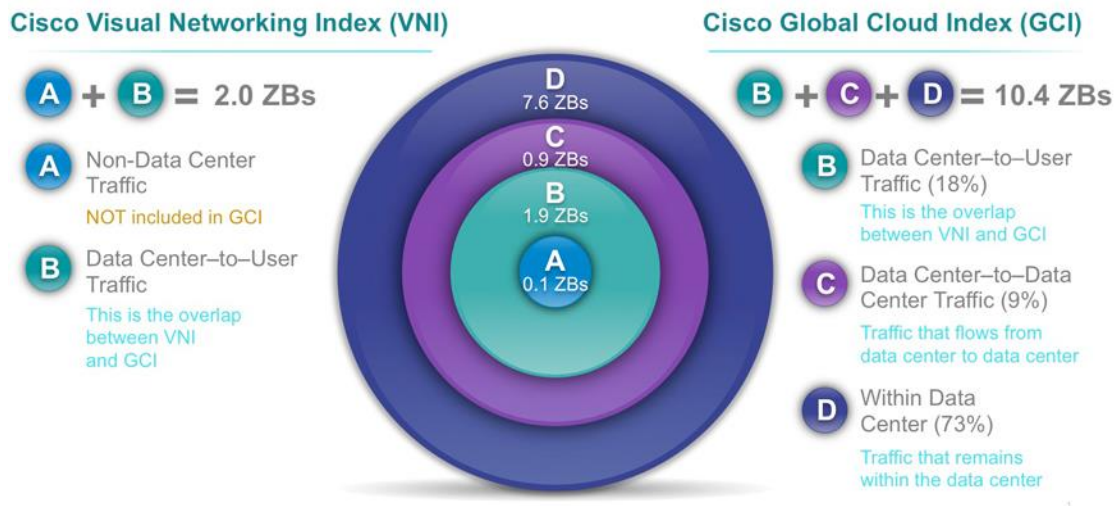 Cisco Visual Networking Index (VNI)
A + B = 2.0 ZBs
A
Non-Data Center
Traffic
NOT included in GCI
B
Data Center–to–User
Traffic
This is the overlap
between VNI
and GCI
D
7.6 ZBs
C
0.9 ZBs
B
1.9 ZBs
A
0.1 ZBs
Cisco Global Cloud Index (GCI)
B + C + D = 10.4 ZBs
B
Data Center–to–User
Traffic (18%)
This is the overlap
between VNI and GCI
C
Data Center–to–Data
Center Traffic (9%)
Traffic that flows from
data center to data center
D
Within Data
Center (73%)
Traffic that remains
within the data center